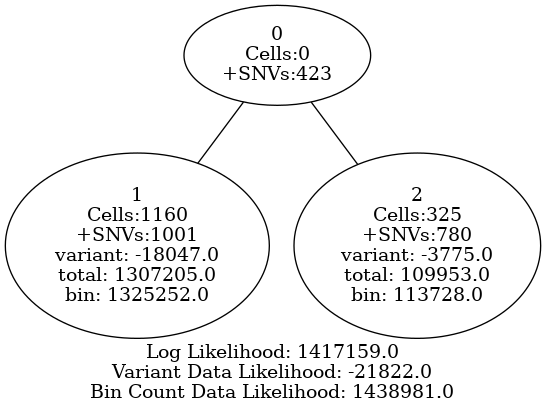 0
Cells:0
+SNVs:423
1
Cells:1160
+SNVs:1001
variant: -18047.0
total: 1307205.0
bin: 1325252.0
2
Cells:325
+SNVs:780
variant: -3775.0
total: 109953.0
bin: 113728.0
Log Likelihood: 1417159.0
Variant Data Likelihood: -21822.0
Bin Count Data Likelihood: 1438981.0